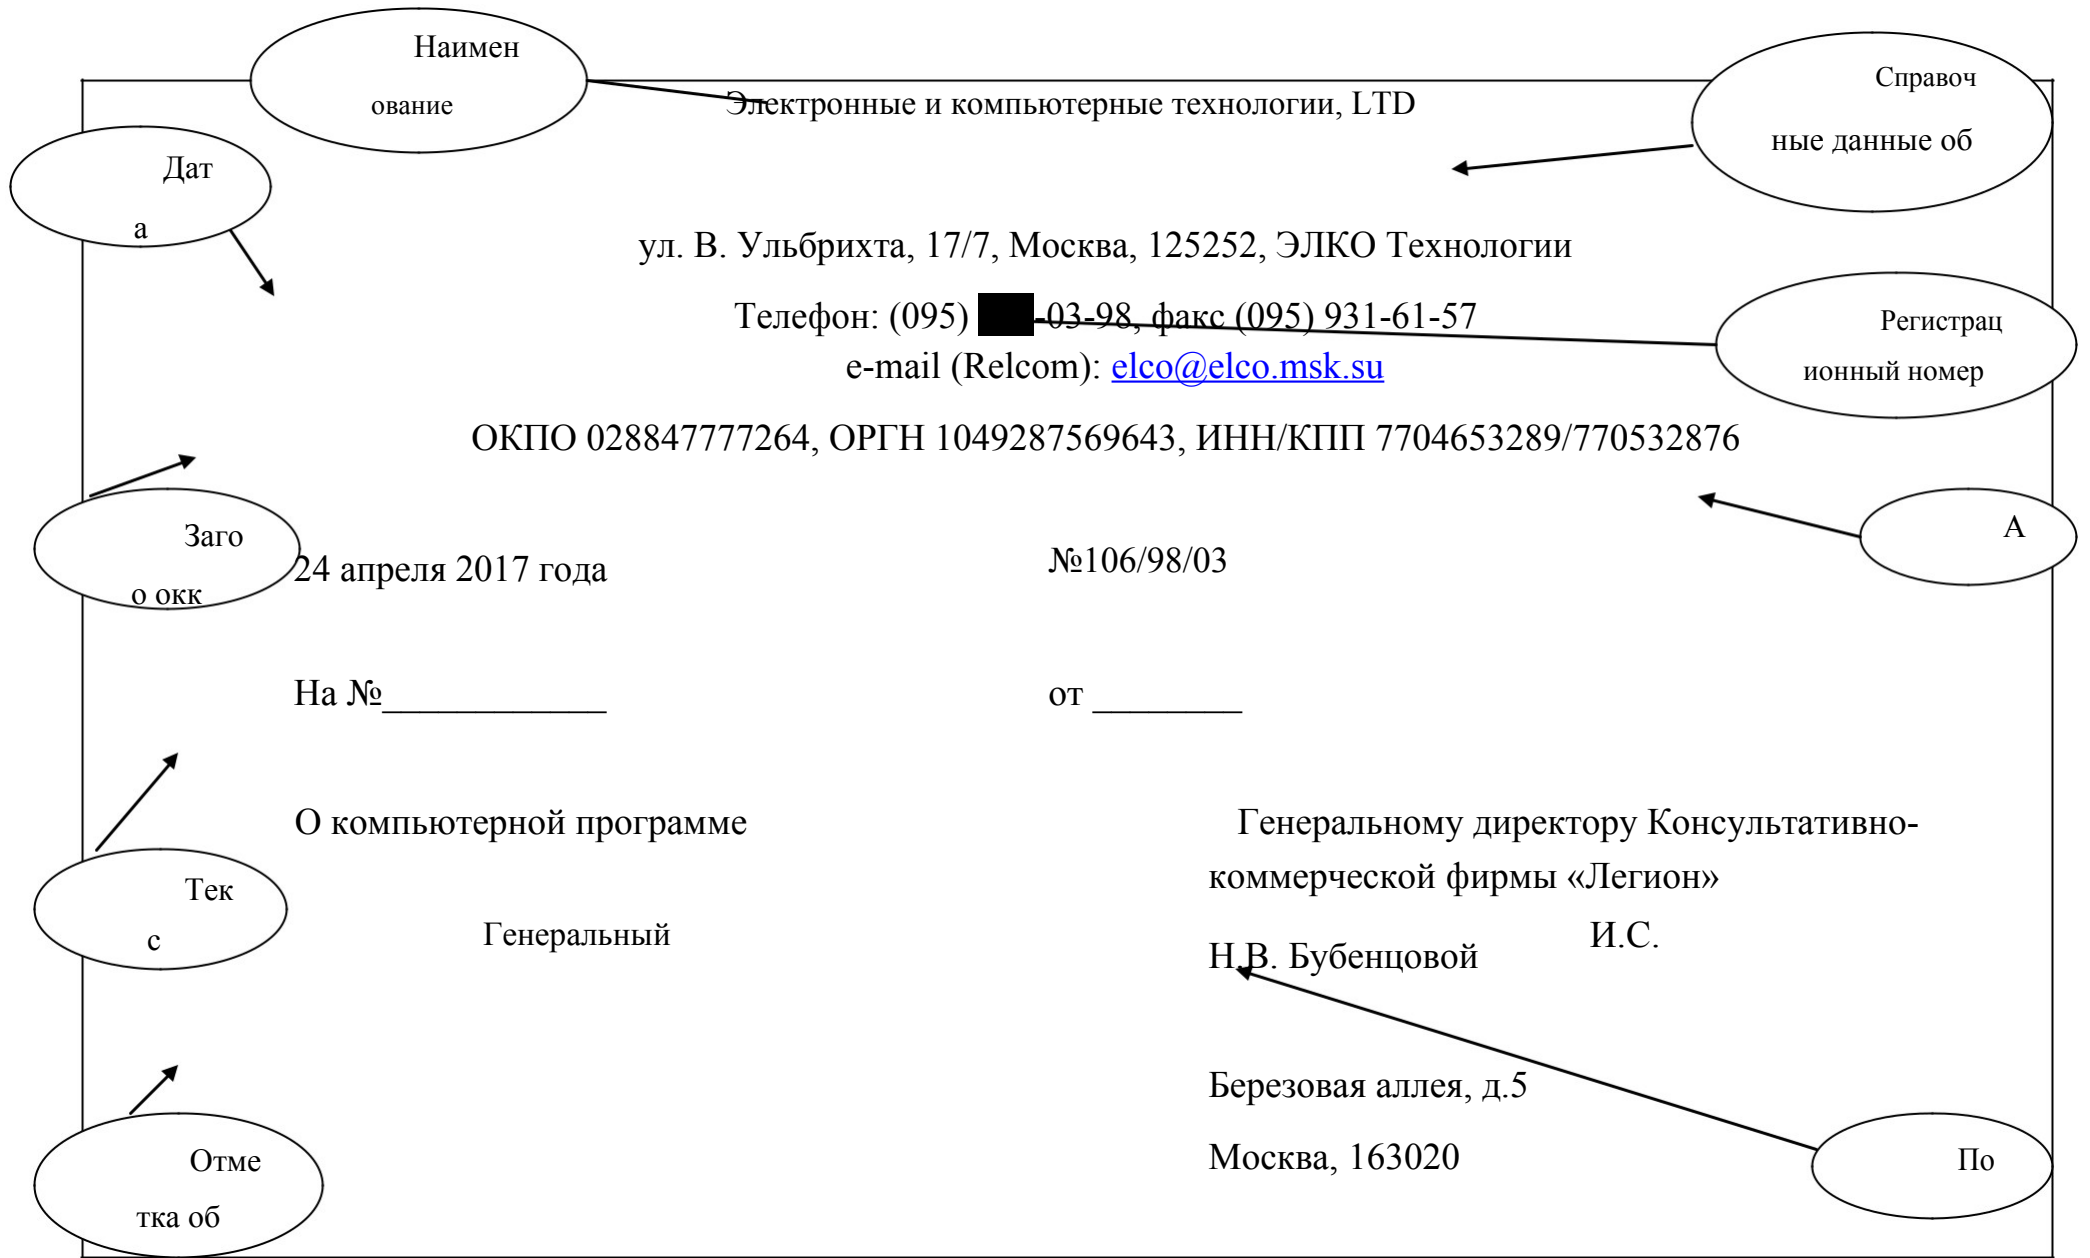 Наимен
ование
Справоч
ные данные об
Электронные и компьютерные технологии, LTD
Дат
а
ул. В. Ульбрихта, 17/7, Москва, 125252, ЭЛКО Технологии
Телефон: (095) -03-98, факс (095) 931-61-57
Регистрац
ионный номер
e-mail (Relcom): elco@elco.msk.su
ОКПО 028847777264, ОРГН 1049287569643, ИНН/КПП 7704653289/770532876
Заго
о окк
А
24 апреля 2017 года
№106/98/03
На №____________
от ________
О компьютерной программе
Генеральному директору Консультативно-
коммерческой фирмы «Легион»
Тек
с
Генеральный
И.С.
Н.В. Бубенцовой
Березовая аллея, д.5
Москва, 163020
Отме
тка об
По